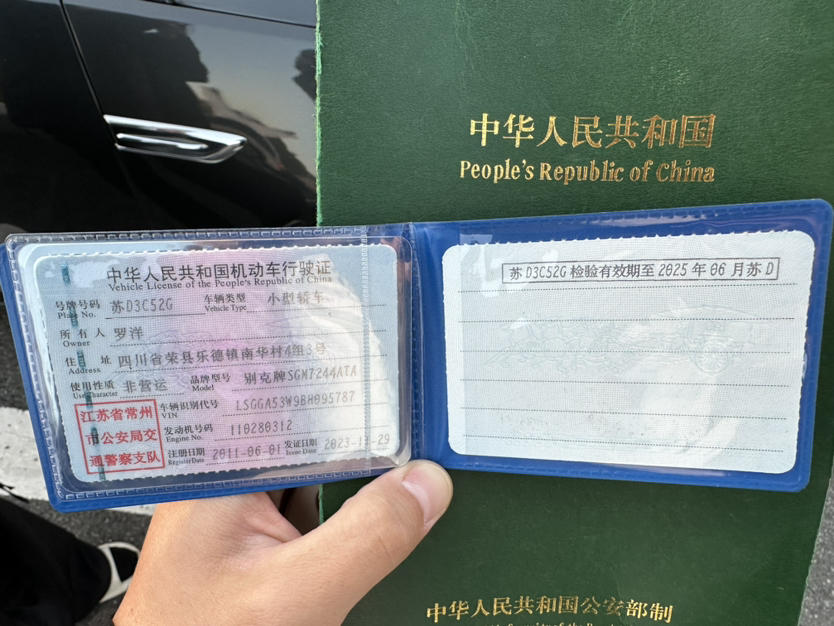 中华人民共和国
People's Republic of China
中华人民共和国机动车行驶证
Vehicle License of the People's Republic of China
号牌号码 苏D3C52G 车辆类型 小型轿车
Plate No. Vehicle Type
所有人 罗洋
Owner
住址 四川省荣县乐德镇南华村4组3号
Address
使用性质 非营运 品牌型号 别克牌SGM7244ATA
Use Character Model
江苏省常州
市公安局交
通警察支队
车辆识别代号 LSGGA53W9BH095787
VIN
发动机号码 110280312
Engine No.
注册日期 2011-06-01 发证日期
Register Date Issue Date
苏D3C52G 检验有效期至 2025年06月苏D
中华人民共和国公安部制